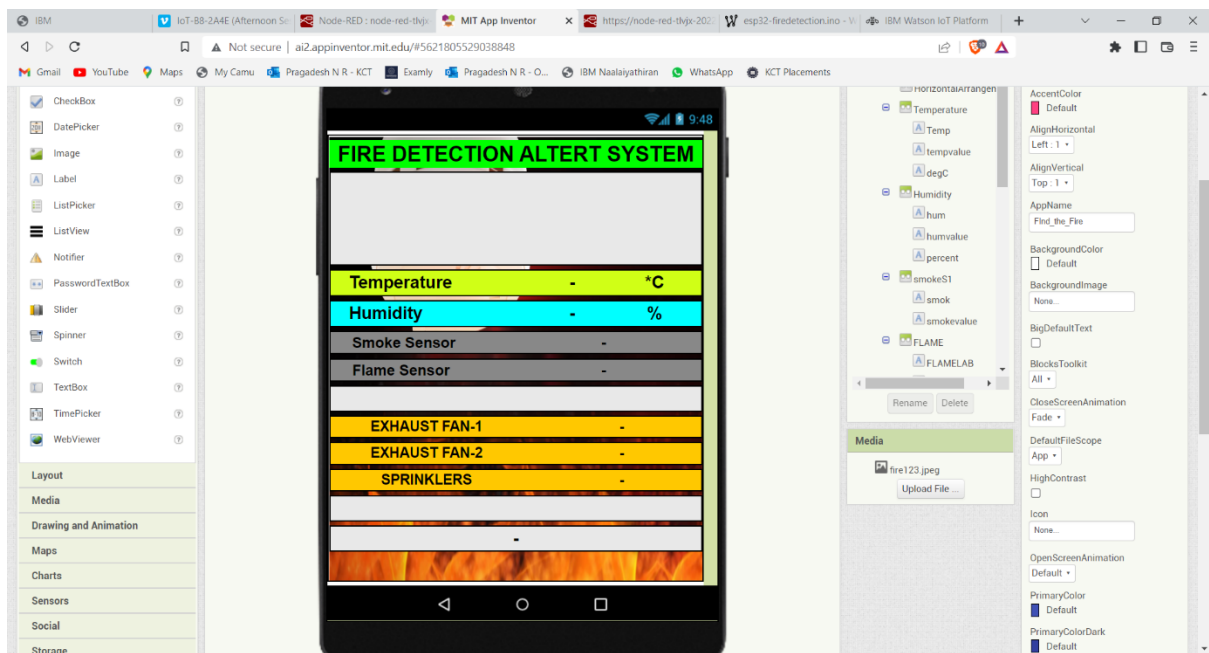 IBM
IoT-B8-2A4E (Afternoon Se
Node-RED : node-red-tlvjx
MIT App Inventor
https://node-red-tlvjx-202
esp32-firedetection.ino - W
IBM Watson IoT Platform
Not secure | ai2.appinventor.mit.edu/#5621805529038848
Gmail
YouTube
Maps
My Camu
Pragadesh N R - KCT
Examly
Pragadesh N R - O...
IBM Naalaiyathiran
WhatsApp
KCT Placements
CheckBox
DatePicker
Image
Label
ListPicker
ListView
Notifier
PasswordTextBox
Slider
Spinner
Switch
TextBox
TimePicker
WebViewer
Layout
Media
Drawing and Animation
Maps
Charts
Sensors
Social
Storage
9:48
FIRE DETECTION ALTERT SYSTEM
Temperature - *C
Humidity - %
Smoke Sensor -
Flame Sensor -
EXHAUST FAN-1 -
EXHAUST FAN-2 -
SPRINKLERS -
-
HorizontalArrangen
Temperature
Temp
tempvalue
degC
Humidity
hum
humvalue
percent
smokeS1
smok
smokevalue
FLAME
FLAMELAB
Rename Delete
Media
fire123.jpeg
Upload File ...
AccentColor
Default
AlignHorizontal
Left : 1
AlignVertical
Top : 1
AppName
FInd_the_Fire
BackgroundColor
Default
BackgroundImage
None...
BigDefaultText
BlocksToolkit
All
CloseScreenAnimation
Fade
DefaultFileScope
App
HighContrast
Icon
None...
OpenScreenAnimation
Default
PrimaryColor
Default
PrimaryColorDark
Default